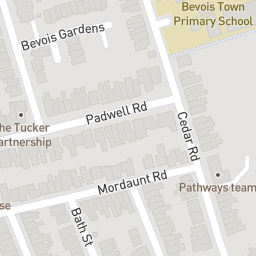 Bevois Town
Primary School
Bevois Gardens
Padwell Rd
Cedar Rd
he Tucker
artnership
Mordaunt Rd
Pathways team
se
Bath St